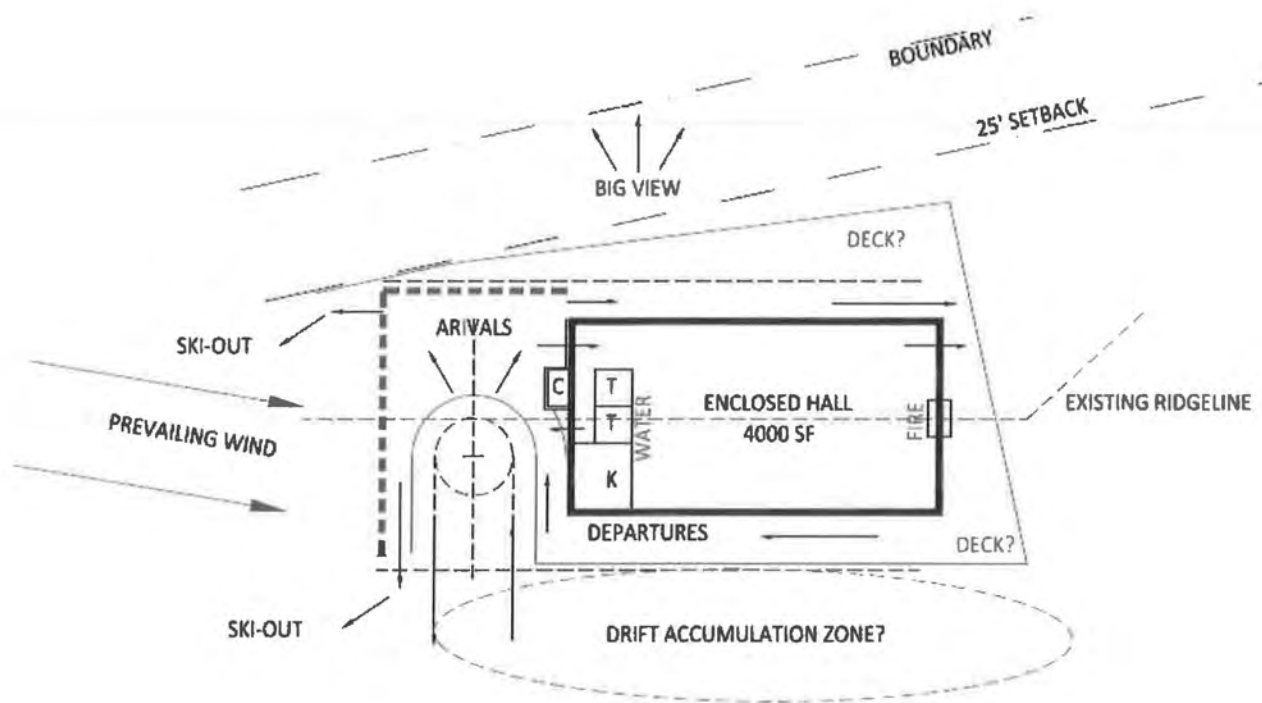 BOUNDARY
25' SETBACK
BIG VIEW
DECK?
SKI-OUT
ARIVALS
PREVAILING WIND
C
T
T
K
WATER
ENCLOSED HALL
4000 SF
FIRE
EXISTING RIDGELINE
DEPARTURES
DECK?
SKI-OUT
DRIFT ACCUMULATION ZONE?